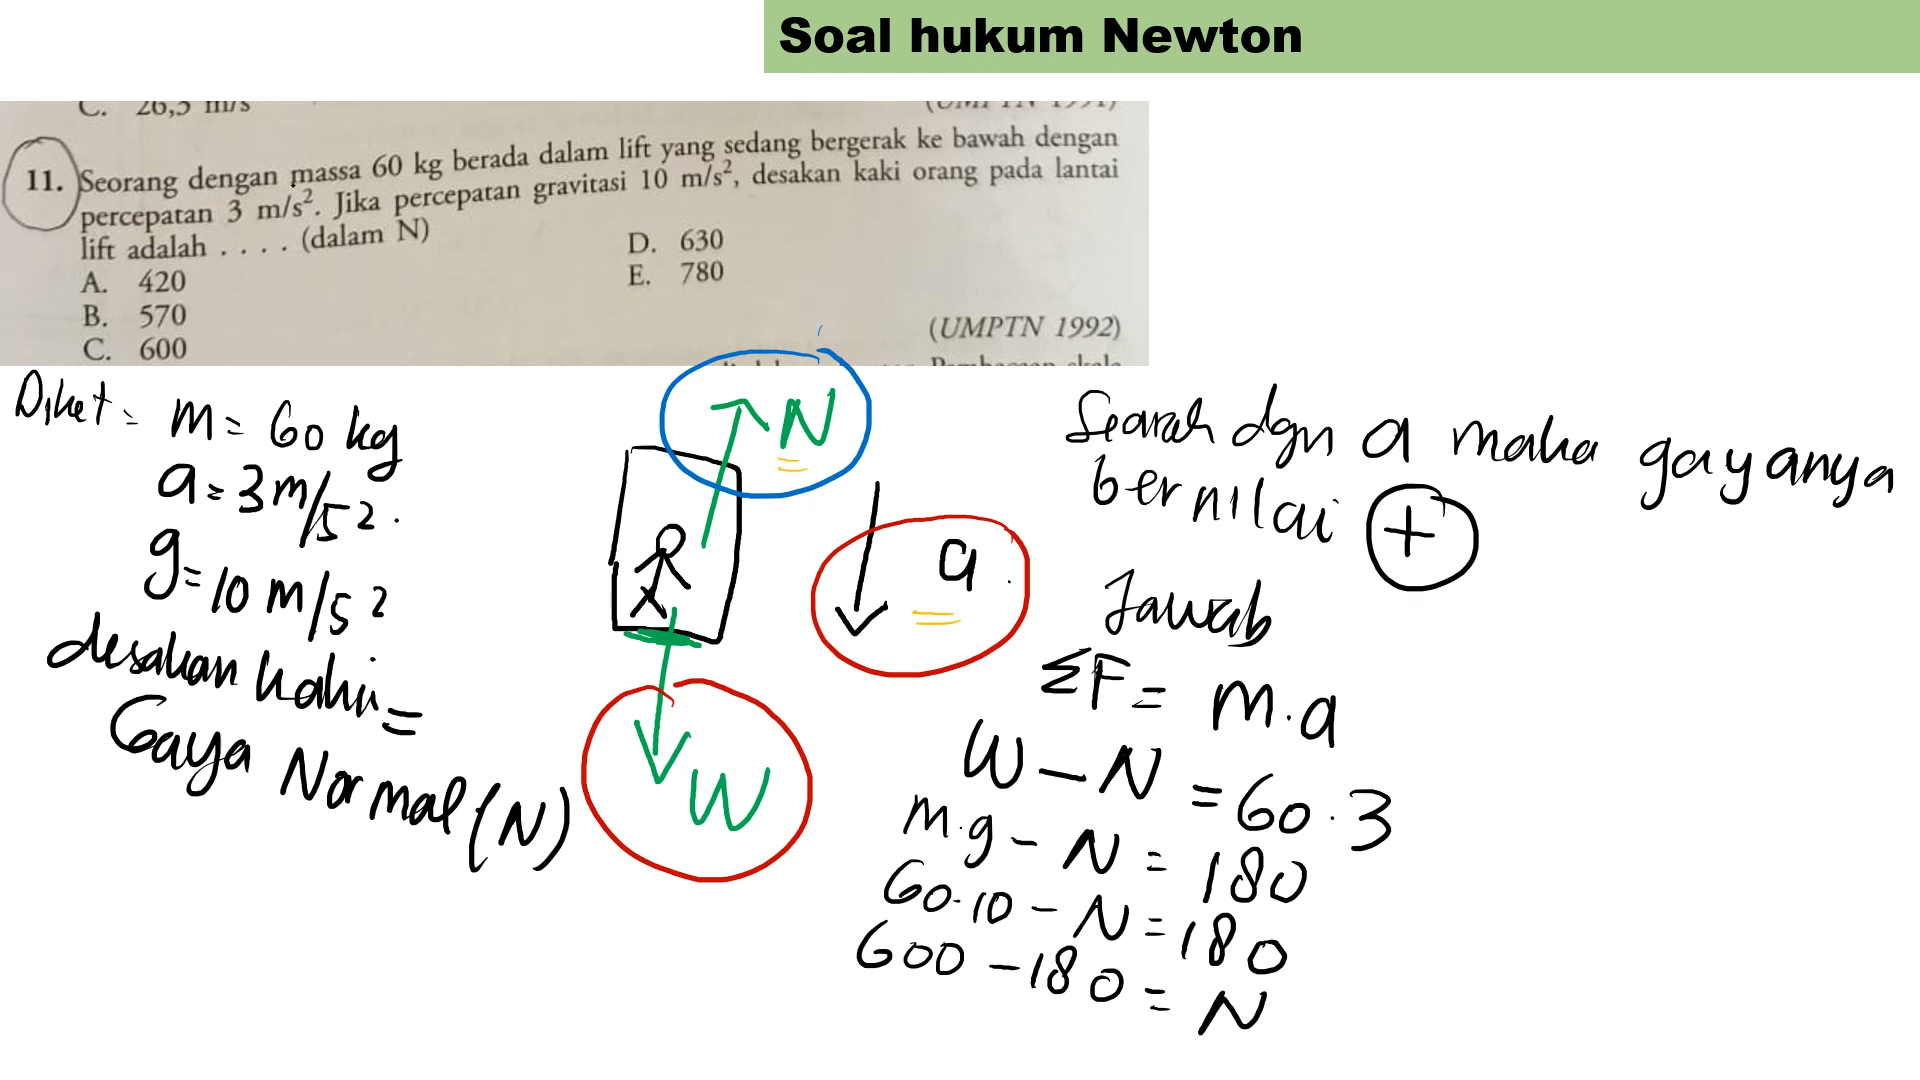 Soal hukum Newton
C. 26,5 m/s
(UMPTN 1991)
11. Seorang dengan massa 60 kg berada dalam lift yang sedang bergerak ke bawah dengan
percepatan 3 m/s². Jika percepatan gravitasi 10 m/s², desakan kaki orang pada lantai
lift adalah . . . . (dalam N)
A. 420
B. 570
C. 600
D. 630
E. 780
(UMPTN 1992)
Diket = m = 60 kg
a = 3 m/s².
g = 10 m/s²
desakan kaki =
Gaya Normal (N)
N
a
W
Searah dgn a maka gayanya
bernilai +
Jawab
ΣF = m.a
W - N = 60.3
m.g - N = 180
60.10 - N = 180
600 - 180 = N